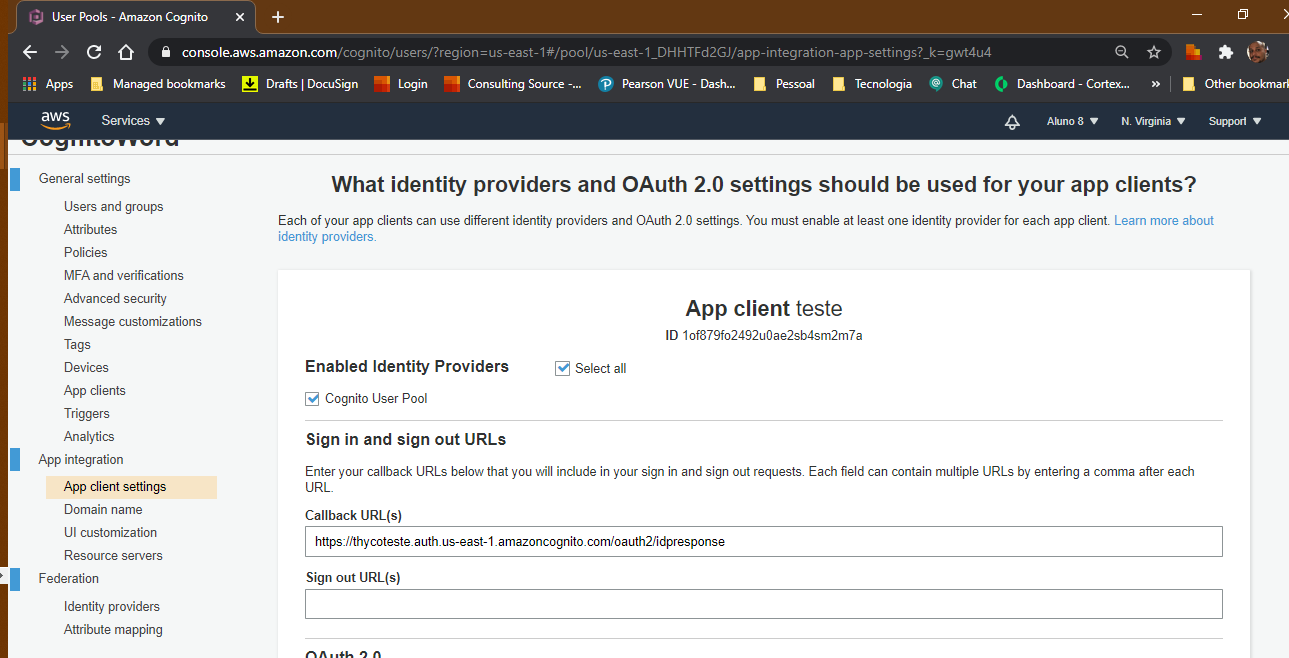 User Pools - Amazon Cognito
console.aws.amazon.com/cognito/users/?region=us-east-1#/pool/us-east-1_DHHTFd2GJ/app-integration-app-settings?_k=gwt4u4
Apps Managed bookmarks Drafts | DocuSign Login Consulting Source -... Pearson VUE - Dash... Pessoal Tecnologia Chat Dashboard - Cortex... » Other bookmar
aws Services Aluno 8 N. Virginia Support
CognitoWord
General settings
Users and groups
Attributes
Policies
MFA and verifications
Advanced security
Message customizations
Tags
Devices
App clients
Triggers
Analytics
App integration
App client settings
Domain name
UI customization
Resource servers
Federation
Identity providers
Attribute mapping
What identity providers and OAuth 2.0 settings should be used for your app clients?
Each of your app clients can use different identity providers and OAuth 2.0 settings. You must enable at least one identity provider for each app client. Learn more about
identity providers.
App client teste
ID 1of879fo2492u0ae2sb4sm2m7a
Enabled Identity Providers Select all
Cognito User Pool
Sign in and sign out URLs
Enter your callback URLs below that you will include in your sign in and sign out requests. Each field can contain multiple URLs by entering a comma after each
URL.
Callback URL(s)
https://thycoteste.auth.us-east-1.amazoncognito.com/oauth2/idpresponse
Sign out URL(s)
OAuth 2.0